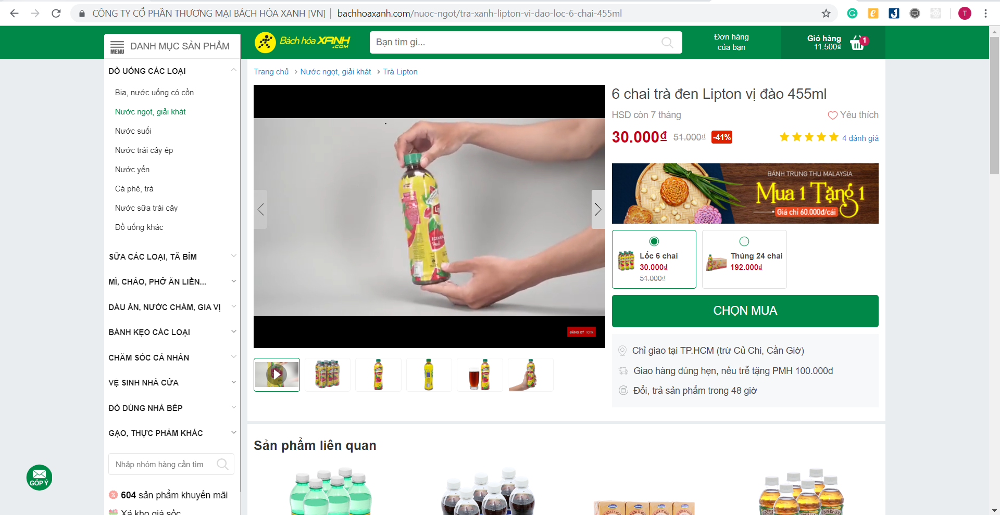 CÔNG TY CỔ PHẦN THƯƠNG MẠI BÁCH HÓA XANH [VN] | bachhoaxanh.com/nuoc-ngot/tra-xanh-lipton-vi-dao-loc-6-chai-455ml
T
MENU DANH MỤC SẢN PHẨM
Bách hóa XANH .COM
Bạn tìm gì...
Đơn hàng
của bạn
Giỏ hàng
11.500₫
1
ĐỒ UỐNG CÁC LOẠI
Bia, nước uống có cồn
Nước ngọt, giải khát
Nước suối
Nước trái cây ép
Nước yến
Cà phê, trà
Nước sữa trái cây
Đồ uống khác
SỮA CÁC LOẠI, TÃ BỈM
MÌ, CHÁO, PHỞ ĂN LIỀN...
DẦU ĂN, NƯỚC CHẤM, GIA VỊ
BÁNH KẸO CÁC LOẠI
CHĂM SÓC CÁ NHÂN
VỆ SINH NHÀ CỬA
ĐỒ DÙNG NHÀ BẾP
GẠO, THỰC PHẨM KHÁC
Nhập nhóm hàng cần tìm
604 sản phẩm khuyến mãi
Xả kho giá sốc
GÓP Ý
Trang chủ > Nước ngọt, giải khát > Trà Lipton
ĐĂNG KÝ 10 TR
6 chai trà đen Lipton vị đào 455ml
HSD còn 7 tháng
Yêu thích
30.000₫ 51.000₫ -41%
4 đánh giá
BÁNH TRUNG THU MALAYSIA
Mua 1 Tặng 1
Giá chỉ 60.000đ/cái
Lốc 6 chai
30.000₫
51.000₫
Thùng 24 chai
192.000₫
CHỌN MUA
Chỉ giao tại TP.HCM (trừ Củ Chi, Cần Giờ)
Giao hàng đúng hẹn, nếu trễ tặng PMH 100.000đ
Đổi, trả sản phẩm trong 48 giờ
Sản phẩm liên quan